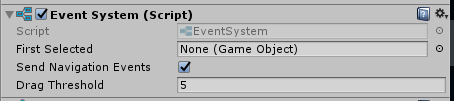 Event System (Script)
Script EventSystem
First Selected None (Game Object)
Send Navigation Events
Drag Threshold 5